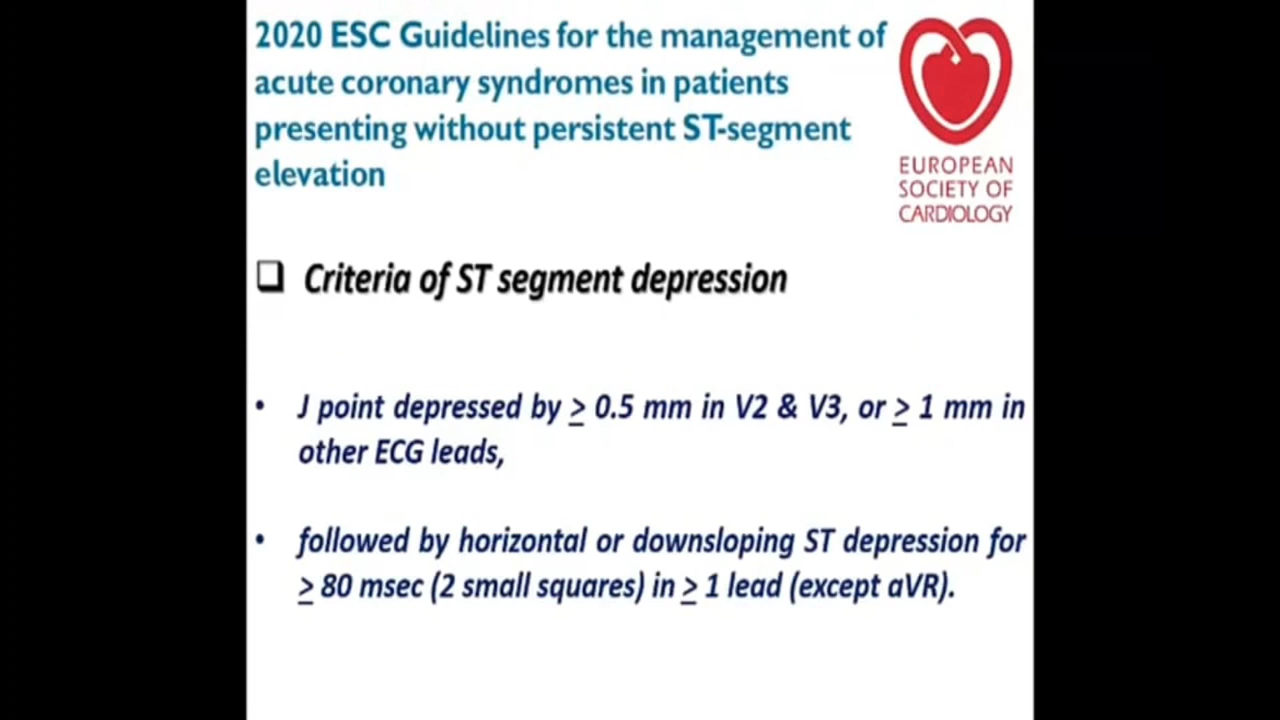 2020 ESC Guidelines for the management of
acute coronary syndromes in patients
presenting without persistent ST-segment
elevation
EUROPEAN
SOCIETY OF
CARDIOLOGY
❑ Criteria of ST segment depression
• J point depressed by ≥ 0.5 mm in V2 & V3, or ≥ 1 mm in
other ECG leads,
• followed by horizontal or downsloping ST depression for
≥ 80 msec (2 small squares) in ≥ 1 lead (except aVR).